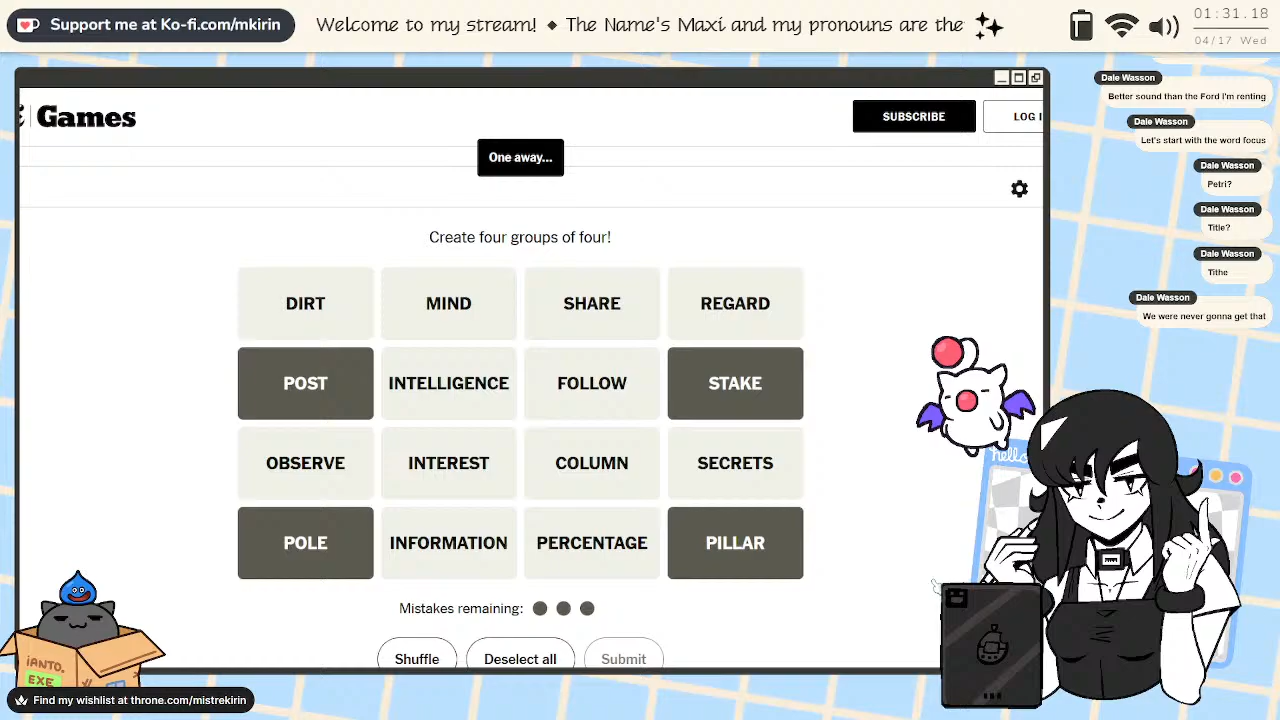 Support me at Ko-fi.com/mkirin
Welcome to my stream! ◆ The Name's Maxi and my pronouns are the
01:31.18
04/17 Wed
Games
SUBSCRIBE
LOG I
One away...
Create four groups of four!
DIRT
MIND
SHARE
REGARD
POST
INTELLIGENCE
FOLLOW
STAKE
OBSERVE
INTEREST
COLUMN
SECRETS
POLE
INFORMATION
PERCENTAGE
PILLAR
Mistakes remaining:
Shuffle
Deselect all
Submit
Dale Wasson
Better sound than the Ford I'm renting
Dale Wasson
Let's start with the word focus
Dale Wasson
Petri?
Dale Wasson
Title?
Dale Wasson
Tithe
Dale Wasson
We were never gonna get that
hello
iANTO.
EXE
Find my wishlist at throne.com/mistrekirin